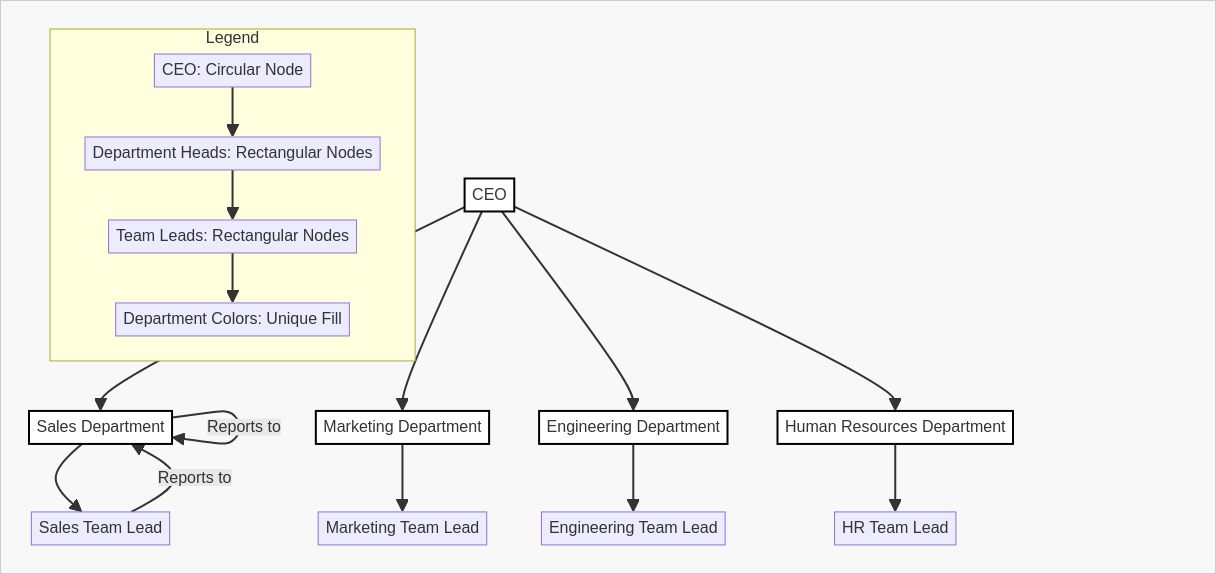 Legend
CEO: Circular Node
Department Heads: Rectangular Nodes
CEO
Team Leads: Rectangular Nodes
Department Colors: Unique Fill
Sales Department
Reports to
Marketing Department
Engineering Department
Human Resources Department
Reports to
Sales Team Lead
Marketing Team Lead
Engineering Team Lead
HR Team Lead